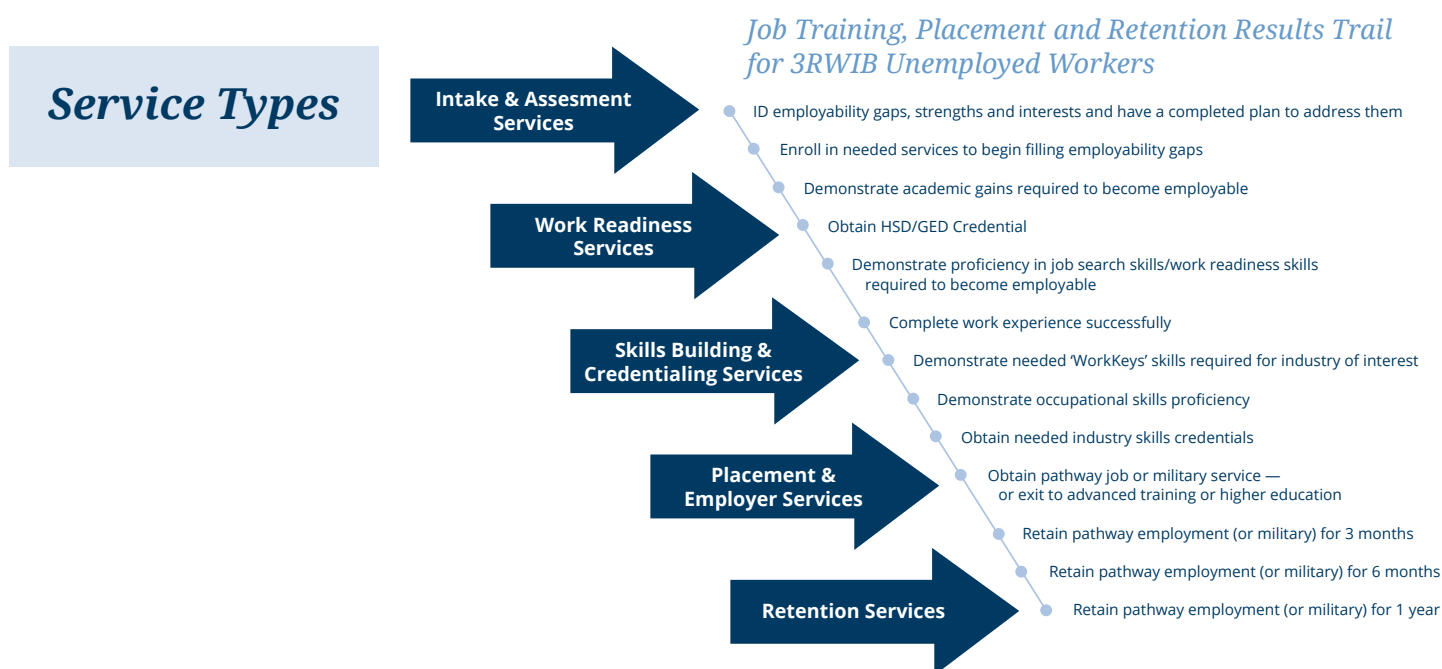 Job Training, Placement and Retention Results Trail
for 3RWIB Unemployed Workers
Service Types
Intake & Assesment
Services
ID employability gaps, strengths and interests and have a completed plan to address them
Enroll in needed services to begin filling employability gaps
Demonstrate academic gains required to become employable
Work Readiness
Services
Obtain HSD/GED Credential
Demonstrate proficiency in job search skills/work readiness skills
required to become employable
Complete work experience successfully
Skills Building &
Credentialing Services
Demonstrate needed ‘WorkKeys’ skills required for industry of interest
Demonstrate occupational skills proficiency
Obtain needed industry skills credentials
Placement &
Employer Services
Obtain pathway job or military service —
or exit to advanced training or higher education
Retain pathway employment (or military) for 3 months
Retain pathway employment (or military) for 6 months
Retention Services
Retain pathway employment (or military) for 1 year